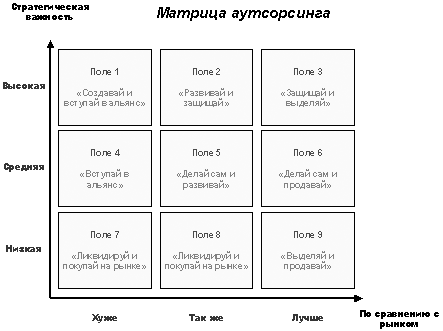 Стратегическая
важность
Матрица аутсорсинга
Высокая
Поле 1
«Создавай и
вступай в альянс»
Поле 2
«Развивай и
защищай»
Поле 3
«Защищай и
выделяй»
Средняя
Поле 4
«Вступай в
альянс»
Поле 5
«Делай сам и
развивай»
Поле 6
«Делай сам и
продавай»
Низкая
Поле 7
«Ликвидируй и
покупай на рынке»
Поле 8
«Ликвидируй и
покупай на рынке»
Поле 9
«Выделяй и
продавай»
Хуже
Так же
Лучше
По сравнению с
рынком